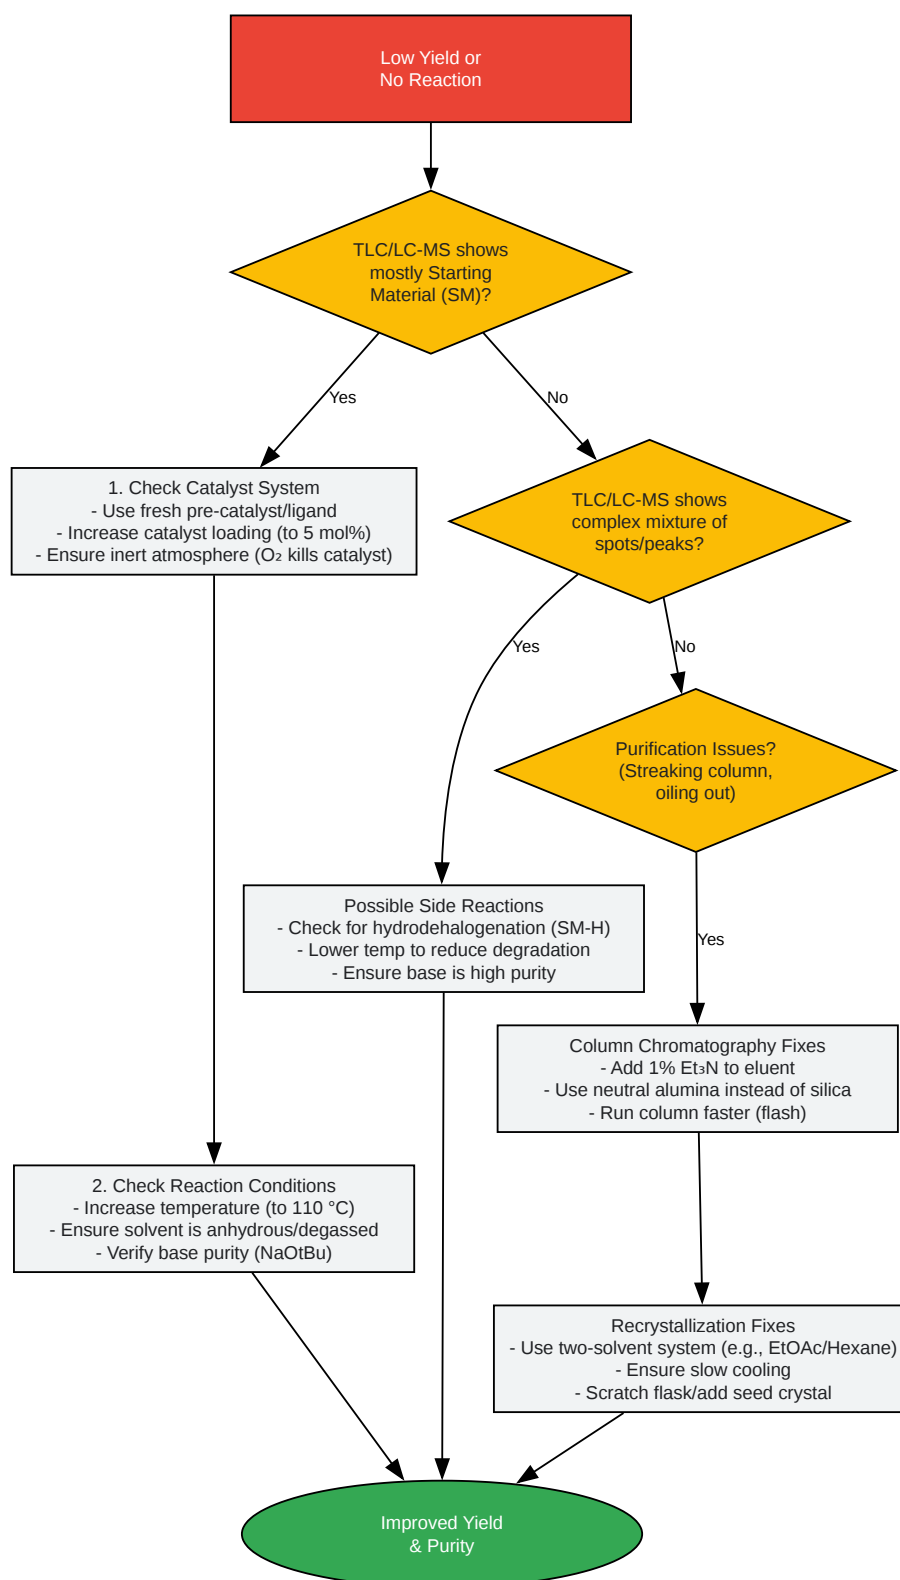 Low Yield or
No Reaction
TLC/LC-MS shows
mostly Starting
Material (SM)?
Yes
No
1. Check Catalyst System
- Use fresh pre-catalyst/ligand
- Increase catalyst loading (to 5 mol%)
- Ensure inert atmosphere (O₂ kills catalyst)
TLC/LC-MS shows
complex mixture of
spots/peaks?
Yes
No
Purification Issues?
(Streaking column,
oiling out)
Possible Side Reactions
- Check for hydrodehalogenation (SM-H)
- Lower temp to reduce degradation
- Ensure base is high purity
Yes
Column Chromatography Fixes
- Add 1% Et₃N to eluent
- Use neutral alumina instead of silica
- Run column faster (flash)
2. Check Reaction Conditions
- Increase temperature (to 110 °C)
- Ensure solvent is anhydrous/degassed
- Verify base purity (NaOtBu)
Recrystallization Fixes
- Use two-solvent system (e.g., EtOAc/Hexane)
- Ensure slow cooling
- Scratch flask/add seed crystal
Improved Yield
& Purity